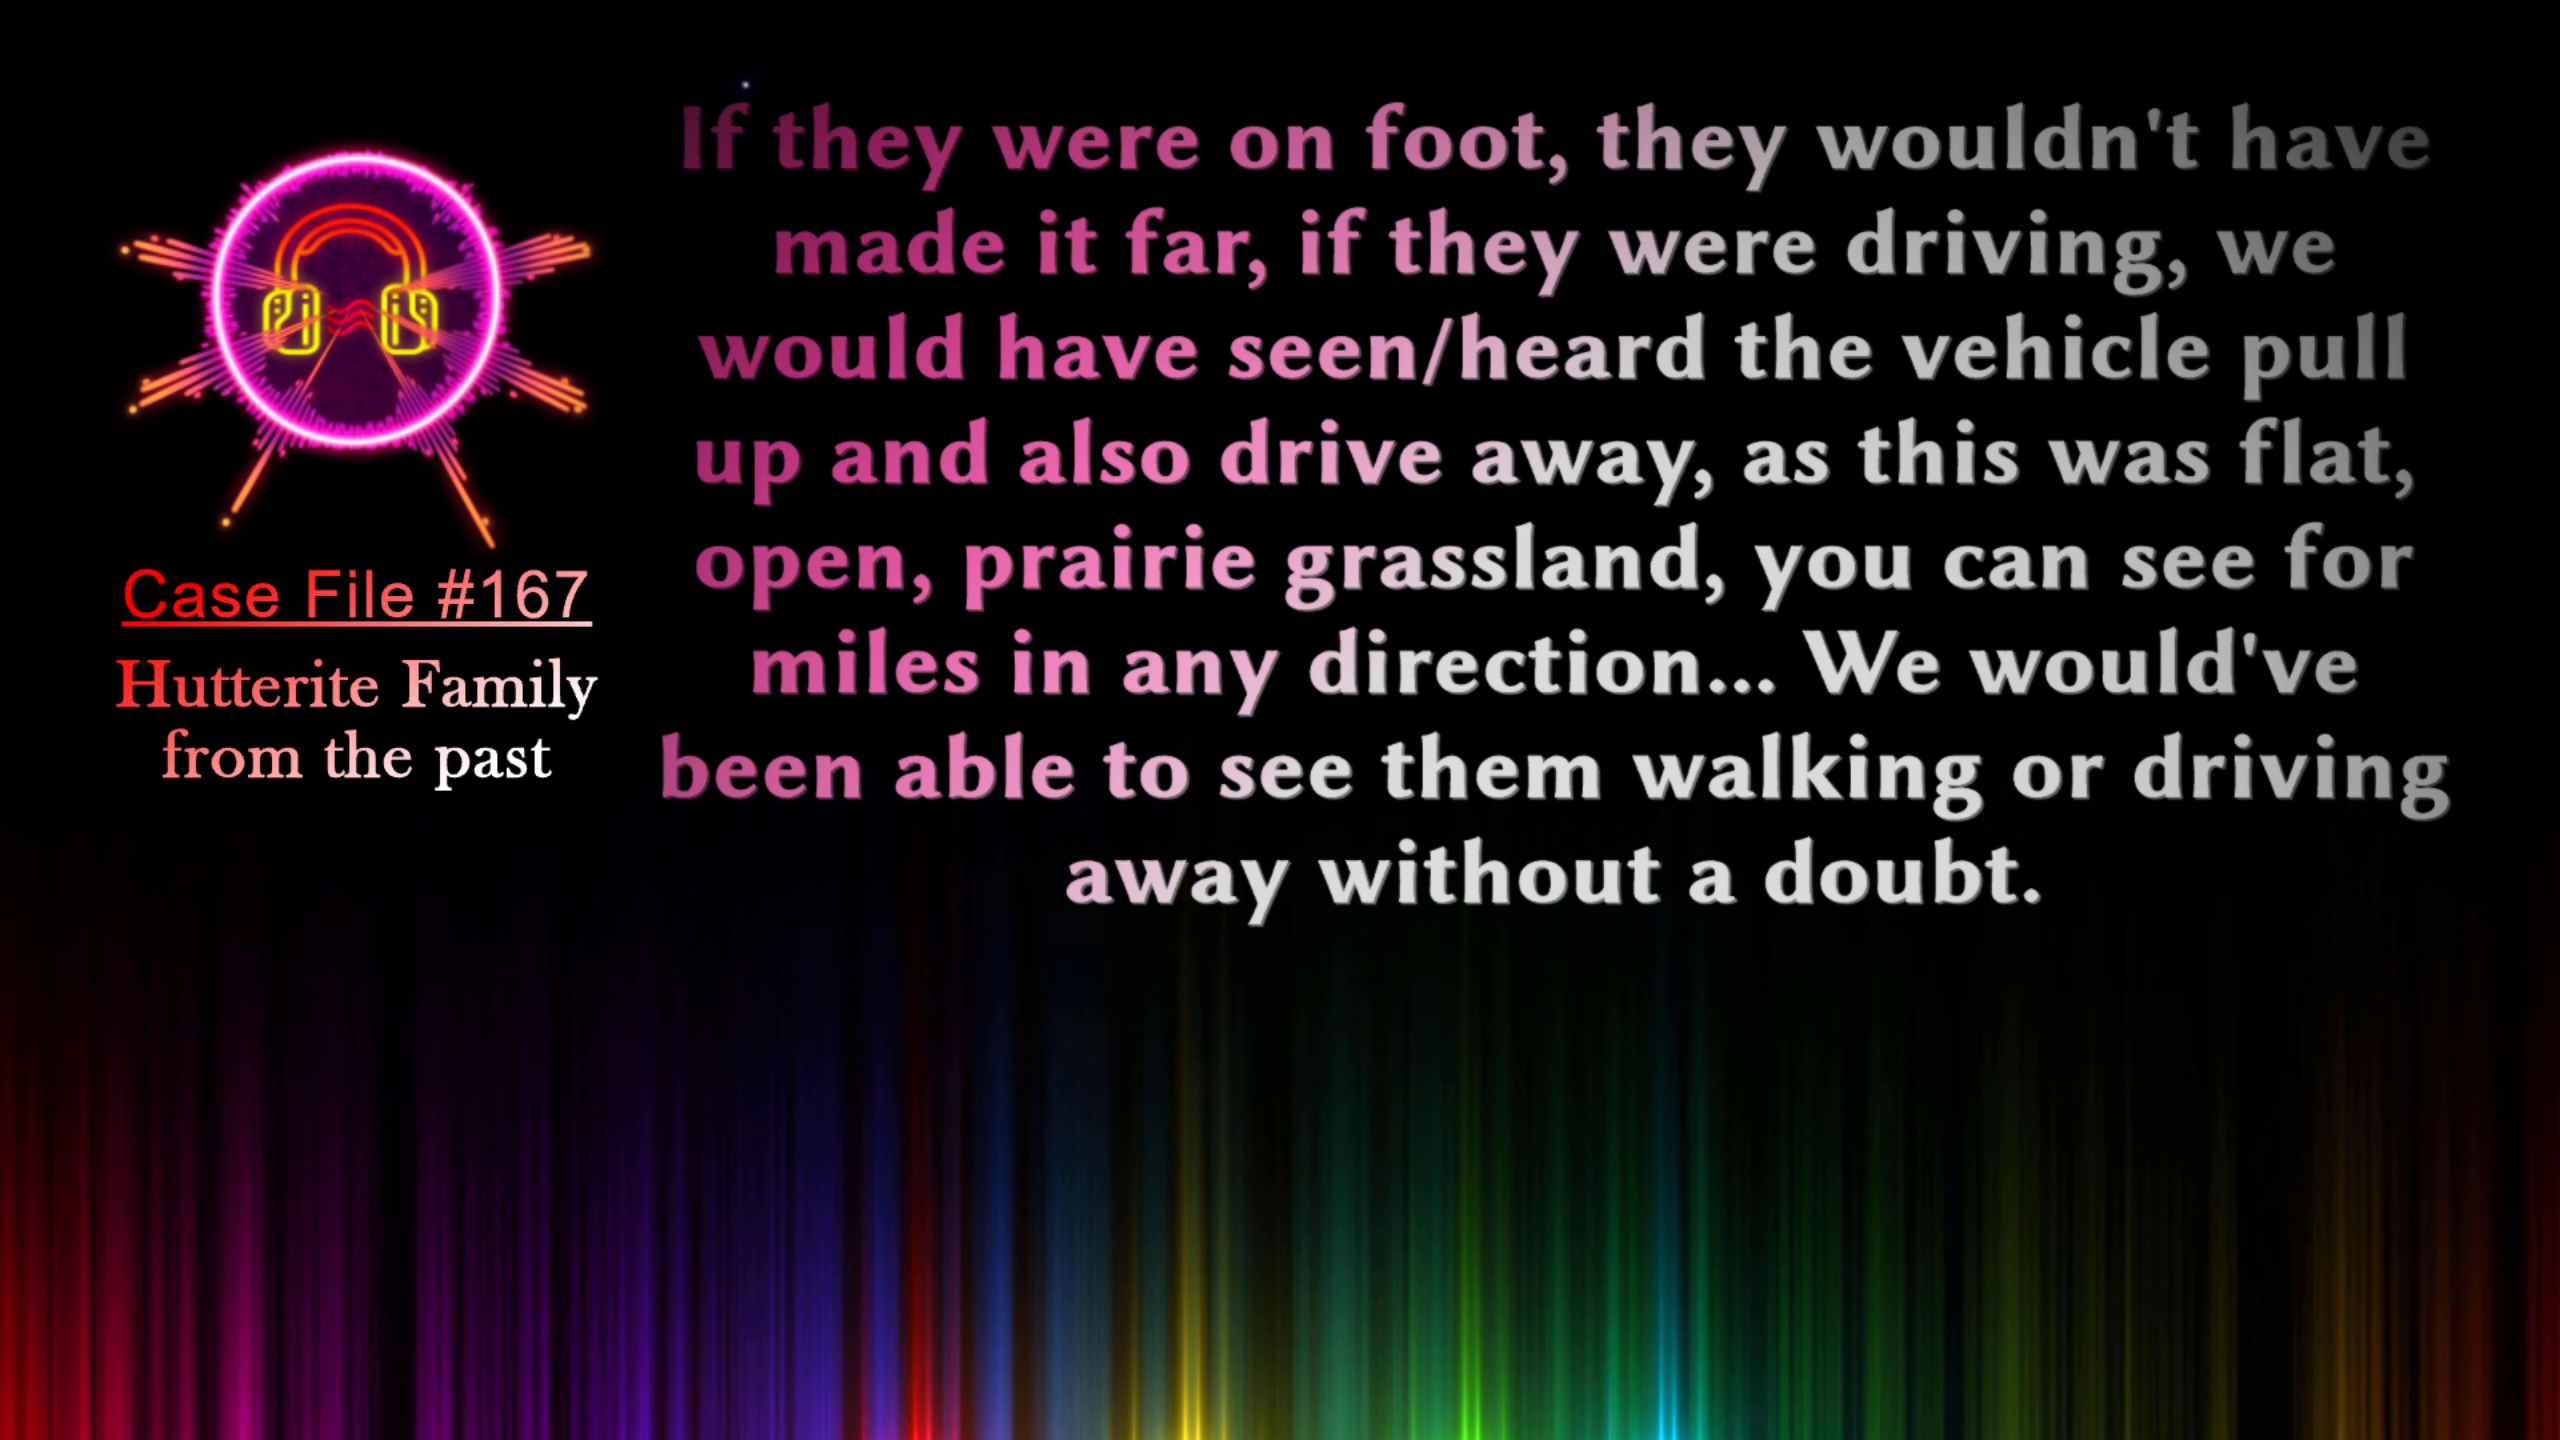 Case File #167
Hutterite Family
from the past
If they were on foot, they wouldn't have
made it far, if they were driving, we
would have seen/heard the vehicle pull
up and also drive away, as this was flat,
open, prairie grassland, you can see for
miles in any direction... We would've
been able to see them walking or driving
away without a doubt.